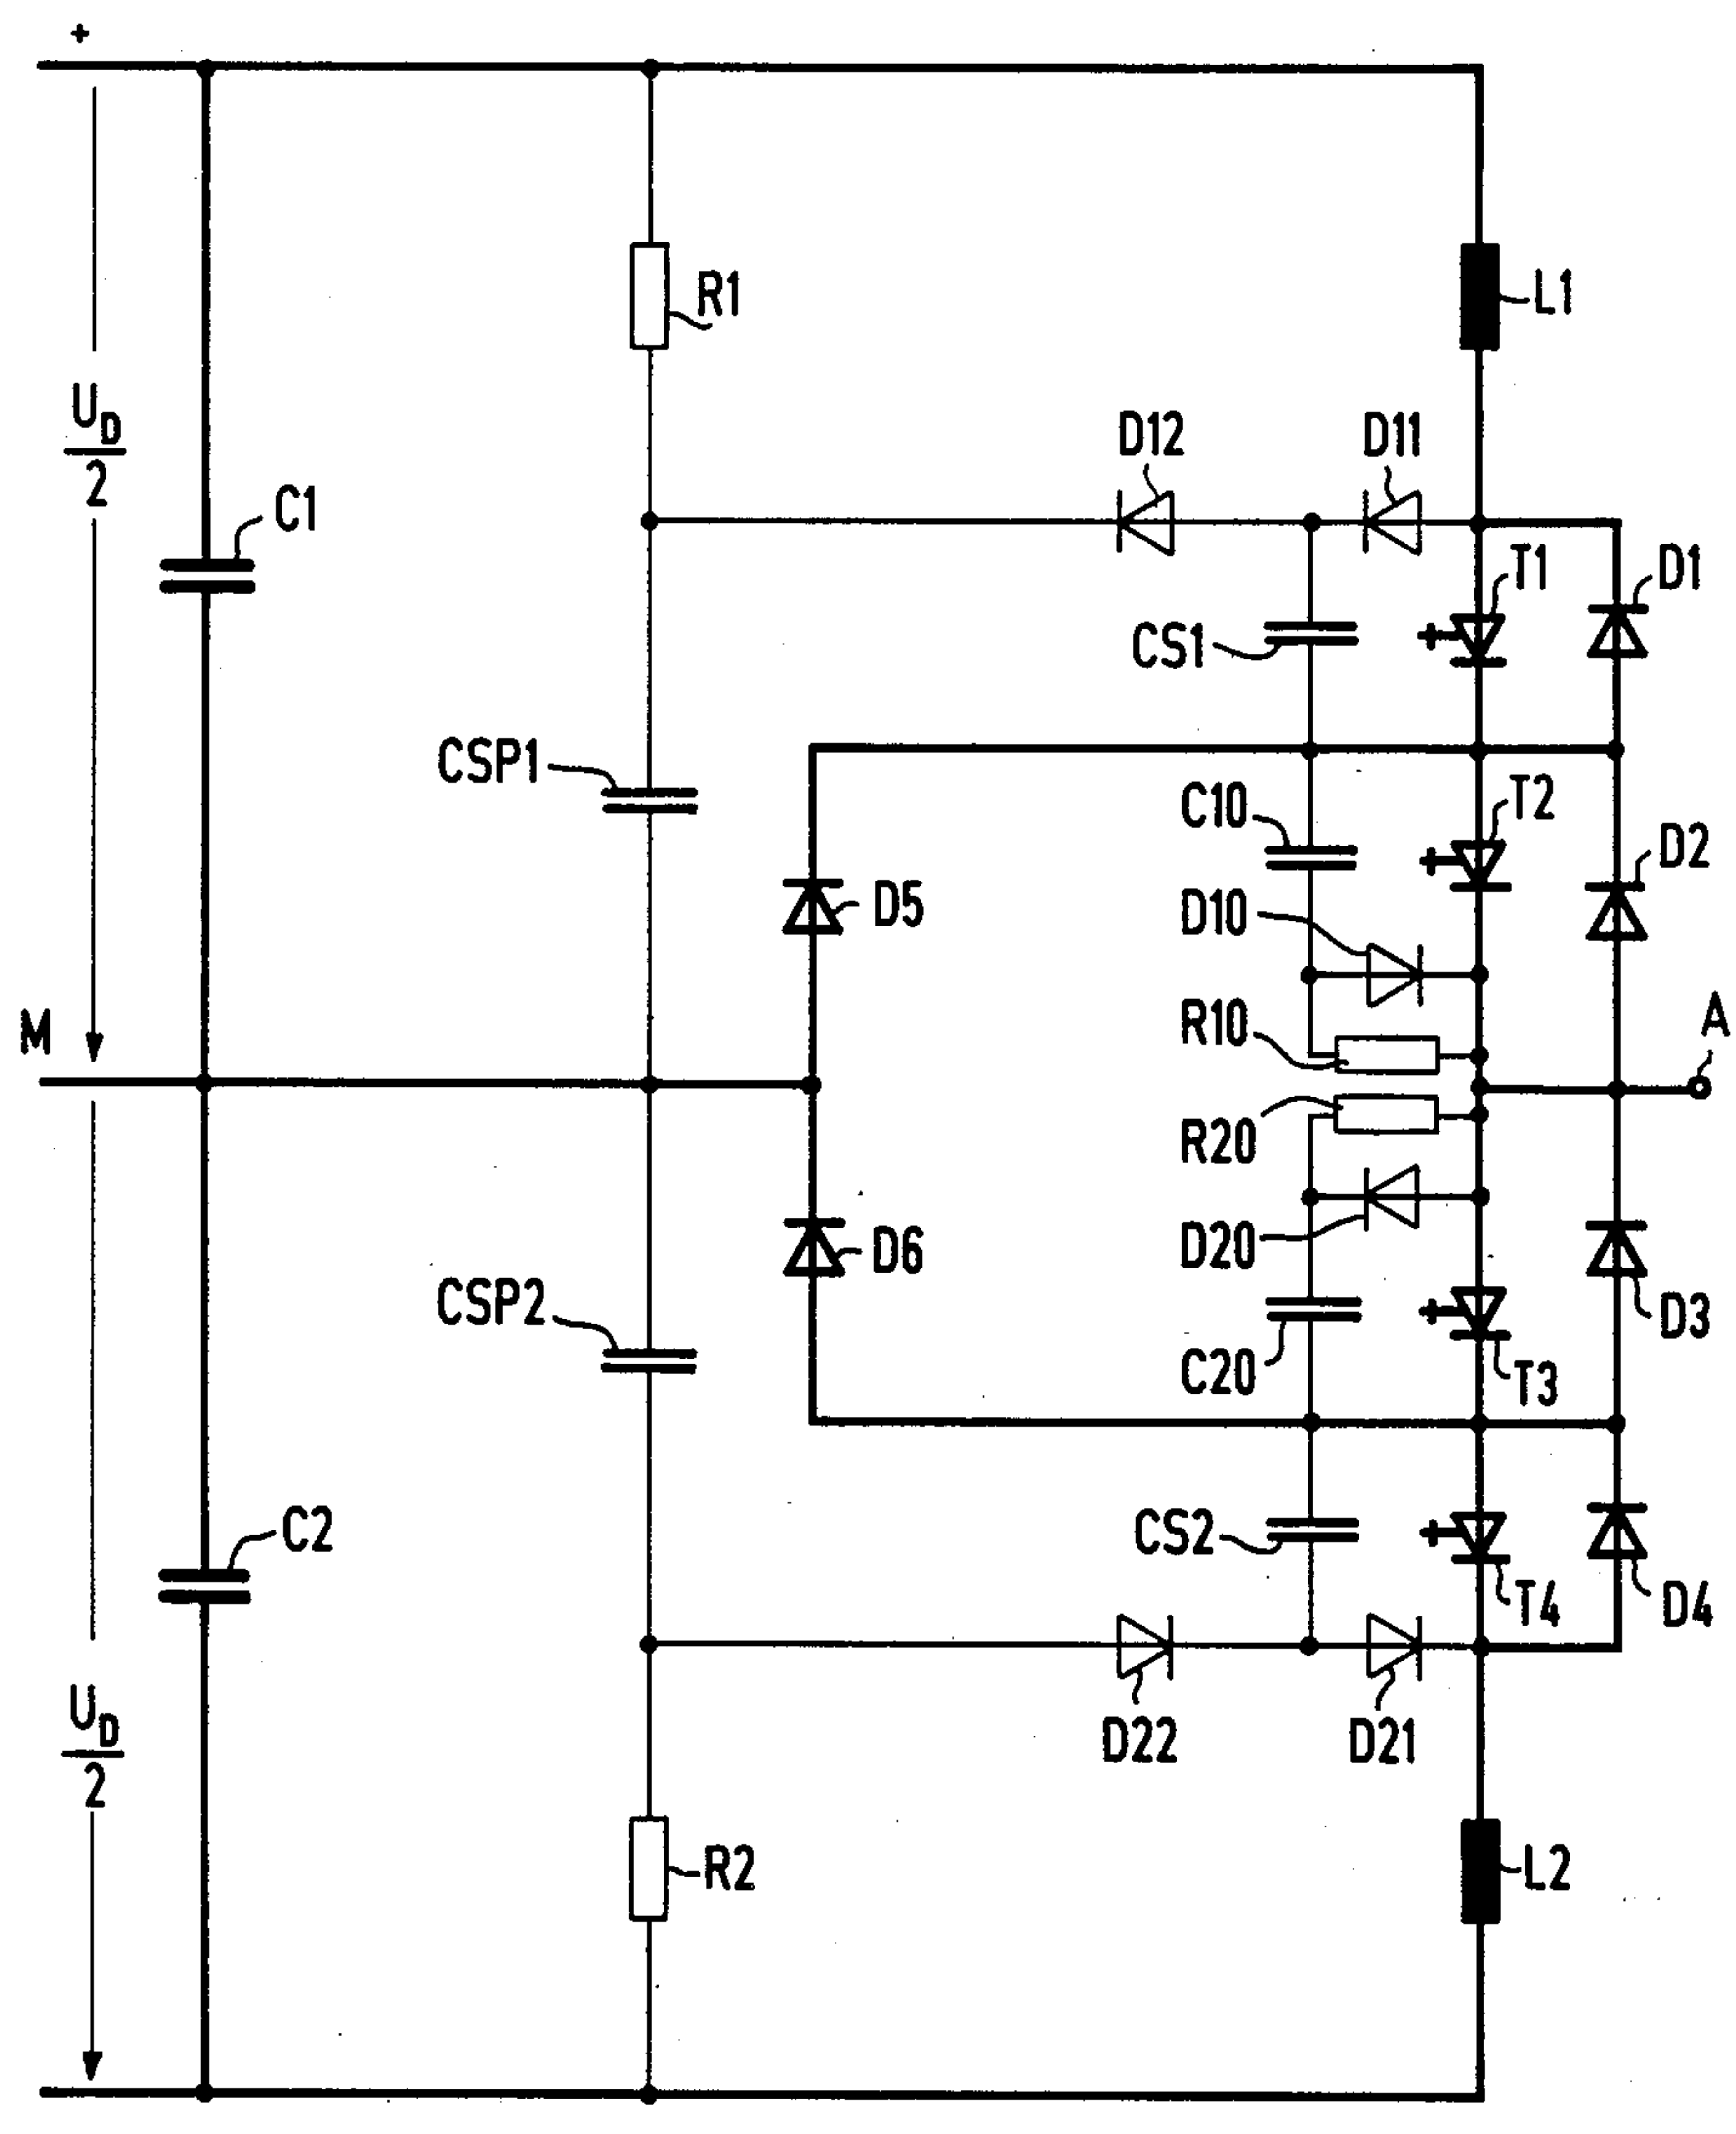 +
R1
L1
U_D
2
D12
D11
C1
T1
D1
CS1
CSP1
T2
C10
D2
D5
D10
M
R10
A
R20
D6
D20
CSP2
D3
C20
T3
C2
CS2
T4
D4
U_D
2
D22
D21
R2
L2